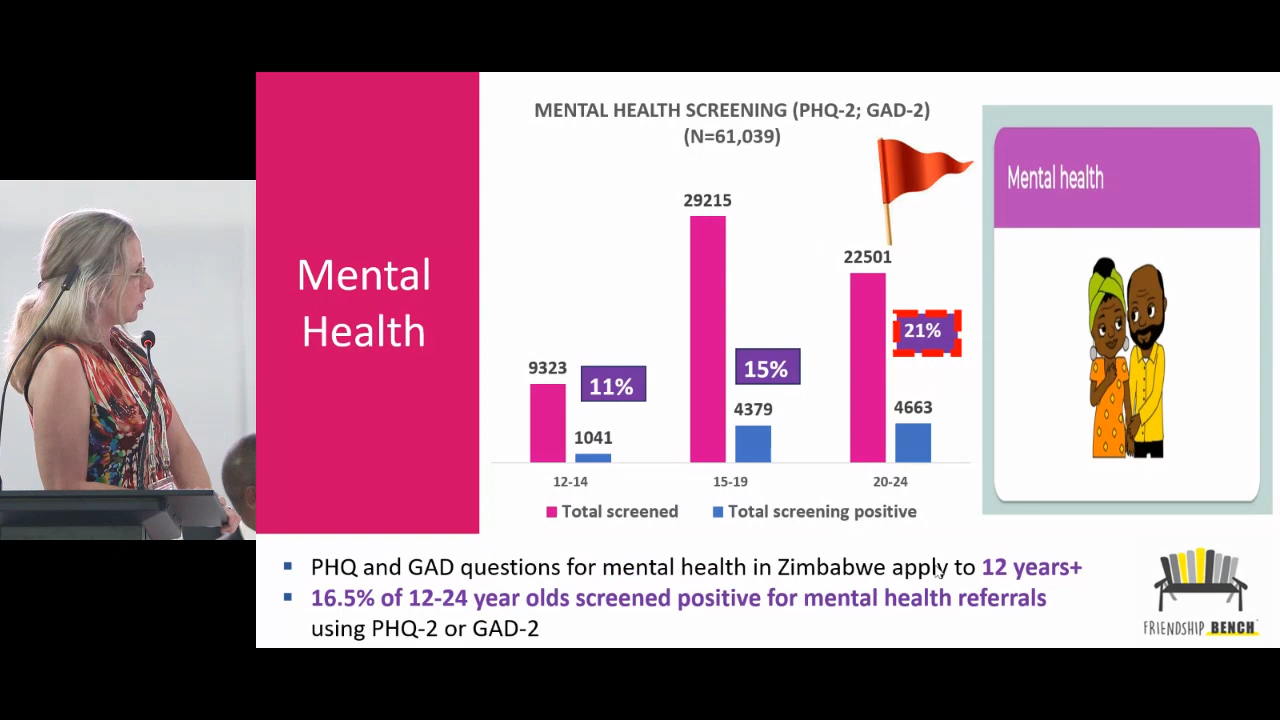 Mental
Health
MENTAL HEALTH SCREENING (PHQ-2; GAD-2)
(N=61,039)
29215
22501
21%
9323
11%
15%
4379
4663
1041
12-14
15-19
20-24
Total screened
Total screening positive
Mental health
PHQ and GAD questions for mental health in Zimbabwe apply to 12 years+
16.5% of 12-24 year olds screened positive for mental health referrals
using PHQ-2 or GAD-2
FRIENDSHIP BENCH